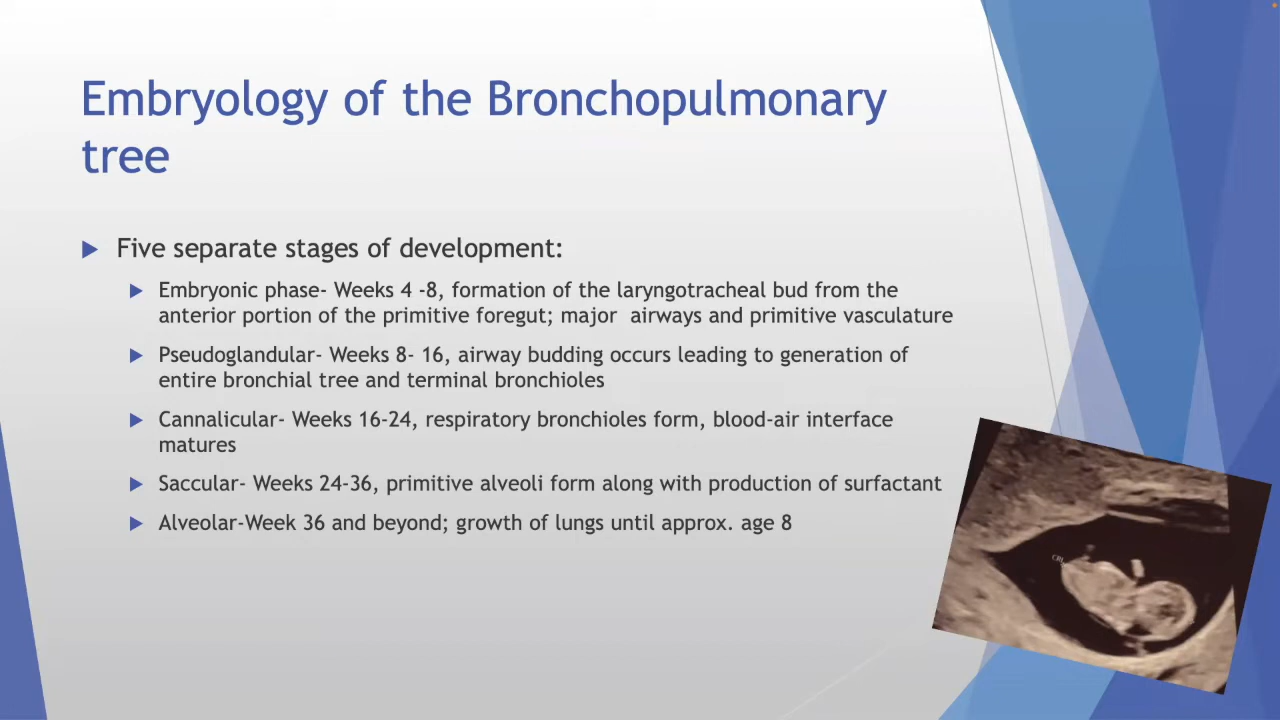 Embryology of the Bronchopulmonary
tree
Five separate stages of development:
Embryonic phase- Weeks 4 -8, formation of the laryngotracheal bud from the
anterior portion of the primitive foregut; major  airways and primitive vasculature
Pseudoglandular- Weeks 8- 16, airway budding occurs leading to generation of
entire bronchial tree and terminal bronchioles
Cannalicular- Weeks 16-24, respiratory bronchioles form, blood-air interface
matures
Saccular- Weeks 24-36, primitive alveoli form along with production of surfactant
Alveolar-Week 36 and beyond; growth of lungs until approx. age 8
CRL